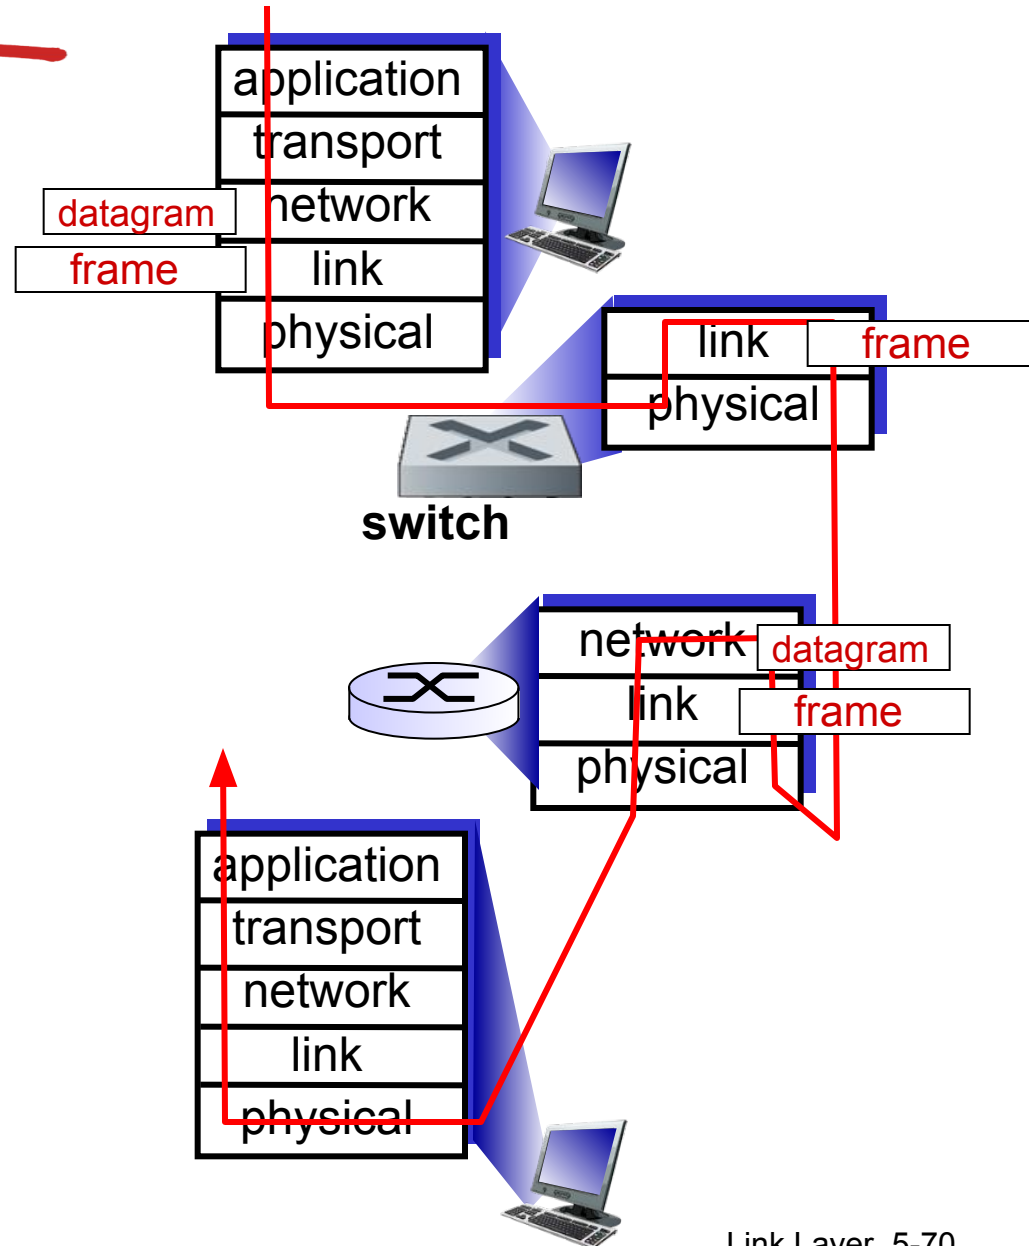 application
transport
datagram
network
frame
link
physical
link
frame
physical
switch
network
datagram
link
frame
physical
application
transport
network
link
physical
Link Layer 5-70